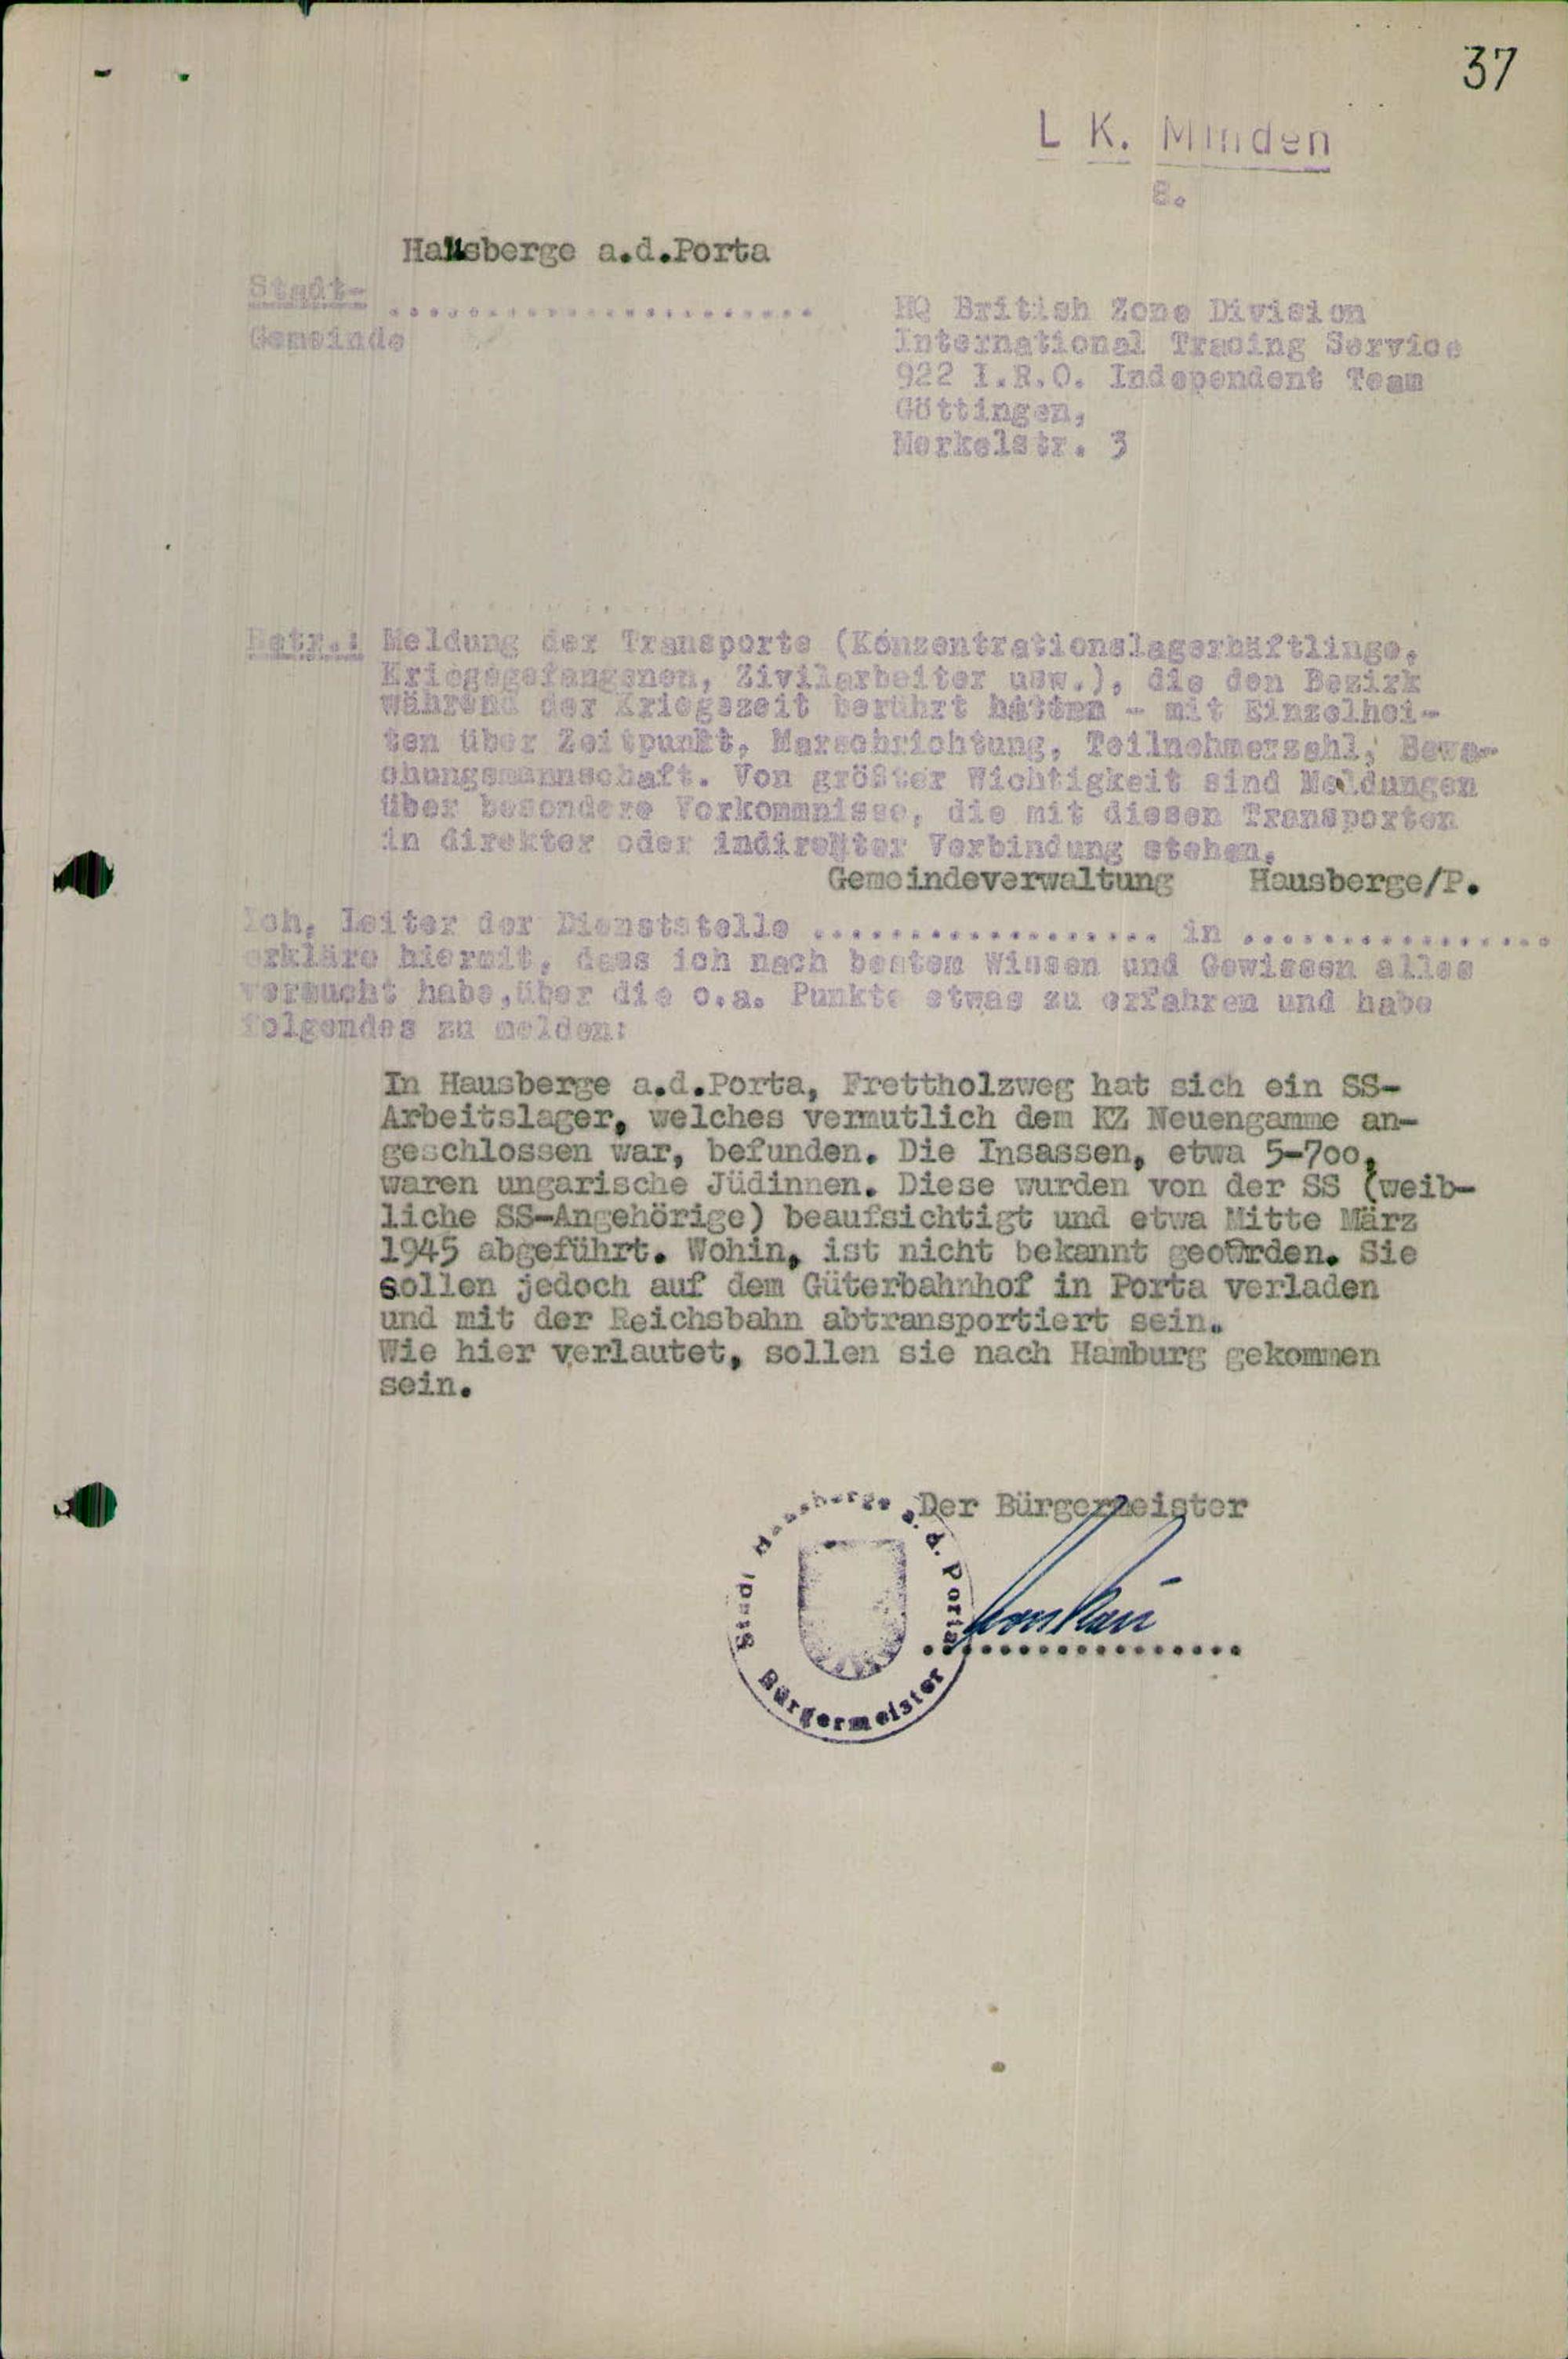 37
L K. Minden
8.
Hausberge a.d.Porta
Stadt-
....................
Gemeinde
HQ British Zone Division
International Tracing Service
922 I.R.O. Independent Team
Göttingen,
Merkelstr. 3
Betr.: Meldung der Transporte (Konzentrationslagerhäftlinge,
Kriegsgefangenen, Zivilarbeiter usw.), die den Bezirk
während der Kriegszeit berührt hätten - mit Einzelhei-
ten über Zeitpunkt, Marschrichtung, Teilnehmerzahl, Bewa-
chungsmannschaft. Von größter Wichtigkeit sind Meldungen
über besondere Vorkommnisse, die mit diesen Transporten
in direkter oder indirekter Verbindung stehen.
Gemeindeverwaltung Hausberge/P.
Ich, Leiter der Dienststelle .................. in ................
erkläre hiermit, dass ich nach bestem Wissen und Gewissen alles
versucht habe,über die o.a. Punkte etwas zu erfahren und habe
folgendes zu melden:
In Hausberge a.d.Porta, Frettholzweg hat sich ein SS-
Arbeitslager, welches vermutlich dem KZ Neuengamme an-
geschlossen war, befunden. Die Insassen, etwa 5-700,
waren ungarische Jüdinnen. Diese wurden von der SS (weib-
liche SS-Angehörige) beaufsichtigt und etwa Mitte März
1945 abgeführt. Wohin, ist nicht bekannt geworden. Sie
sollen jedoch auf dem Güterbahnhof in Porta verladen
und mit der Reichsbahn abtransportiert sein.
Wie hier verlautet, sollen sie nach Hamburg gekommen
sein.
Der Bürgermeister
.................
Stadt Hausberge a. d. Porta
Bürgermeister